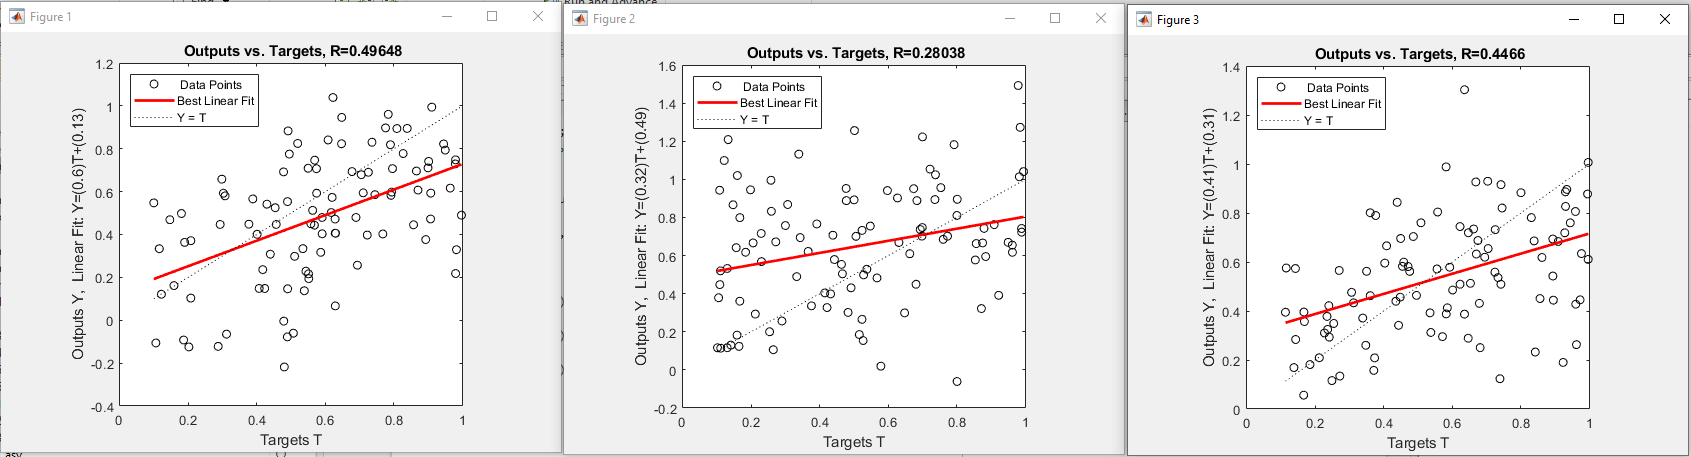 Run and Advance
Figure 1
Outputs vs. Targets, R=0.49648
Data Points
Best Linear Fit
Y = T
Outputs Y, Linear Fit: Y=(0.6)T+(0.13)
1.2
1
0.8
0.6
0.4
0.2
0
-0.2
-0.4
0
0.2
0.4
0.6
0.8
1
Targets T
Figure 2
Outputs vs. Targets, R=0.28038
Data Points
Best Linear Fit
Y = T
Outputs Y, Linear Fit: Y=(0.32)T+(0.49)
1.6
1.4
1.2
1
0.8
0.6
0.4
0.2
0
-0.2
0
0.2
0.4
0.6
0.8
1
Targets T
Figure 3
Outputs vs. Targets, R=0.4466
Data Points
Best Linear Fit
Y = T
Outputs Y, Linear Fit: Y=(0.41)T+(0.31)
1.4
1.2
1
0.8
0.6
0.4
0.2
0
0
0.2
0.4
0.6
0.8
1
Targets T
asy